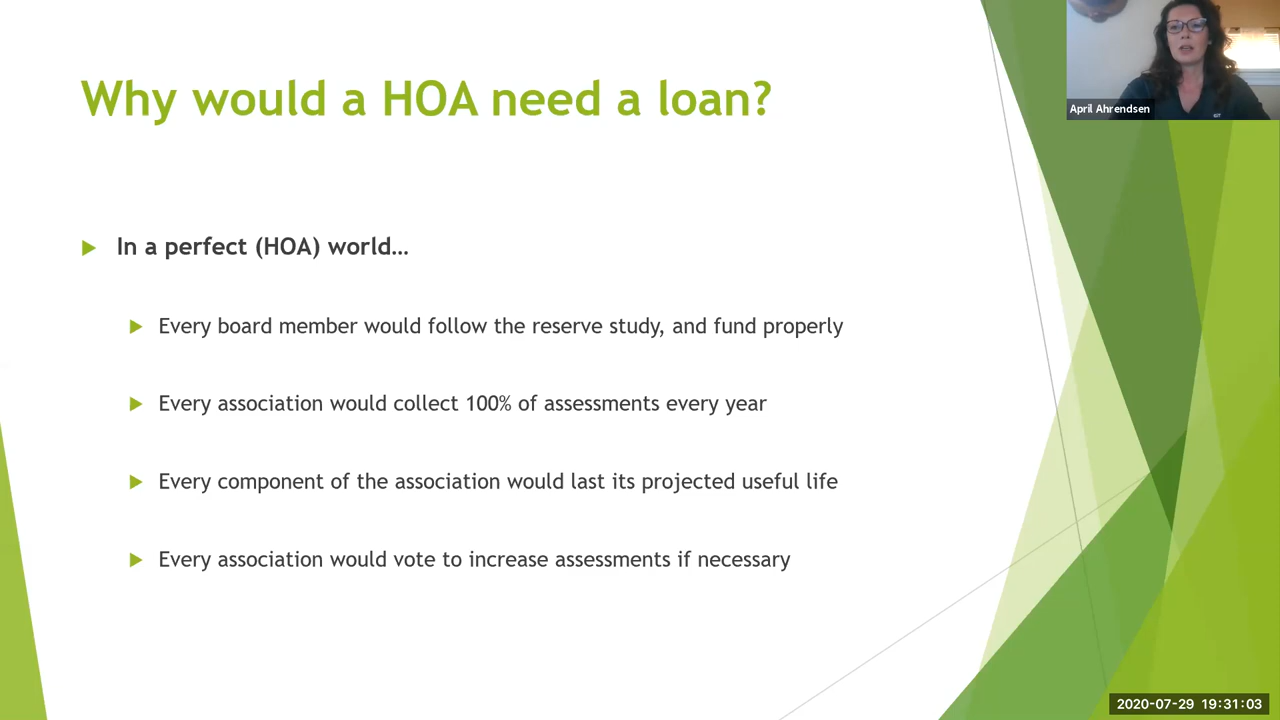 Why would a HOA need a loan?
April Ahrendsen
In a perfect (HOA) world…
Every board member would follow the reserve study, and fund properly
Every association would collect 100% of assessments every year
Every component of the association would last its projected useful life
Every association would vote to increase assessments if necessary
2020-07-29 19:31:03